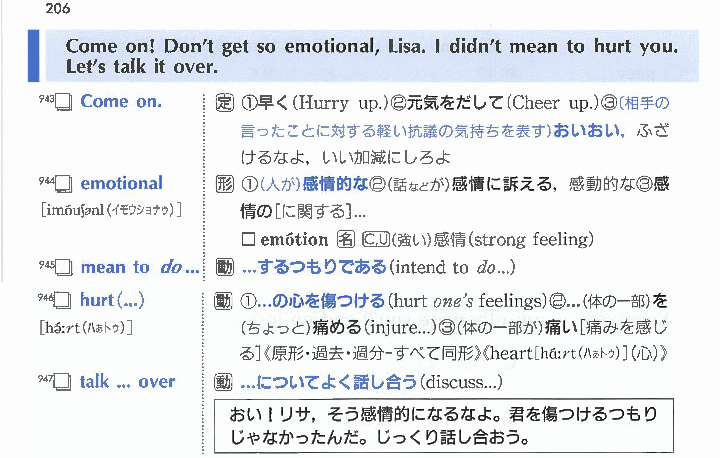 206
Come on! Don't get so emotional, Lisa. I didn't mean to hurt you.
Let's talk it over.
943□ Come on. 定 ①早く(Hurry up.)②元気をだして(Cheer up.)③(相手の
言ったことに対する軽い抗議の気持ちを表す)おいおい，ふざ
けるなよ，いい加減にしろよ
944□ emotional 形 ①(人が)感情的な②(話などが)感情に訴える，感動的な③感
[imóuʃənl(イモウショナゥ)] 情の[に関する]...
□ emótion 名 C,U(強い)感情(strong feeling)
945□ mean to do ... 動 ...するつもりである(intend to do...)
946□ hurt(...) 動 ①...の心を傷つける(hurt one's feelings)②...(体の一部)を
[hə́ːrt(ハぁトゥ)] (ちょっと)痛める(injure...)③(体の一部が)痛い[痛みを感じ
る]《原形・過去・過分-すべて同形》《heart[hɑ́ːrt(ハぁトゥ)](心)》
947□ talk ... over 動 ...についてよく話し合う(discuss...)
おい！リサ，そう感情的になるなよ。君を傷つけるつもり
じゃなかったんだ。じっくり話し合おう。